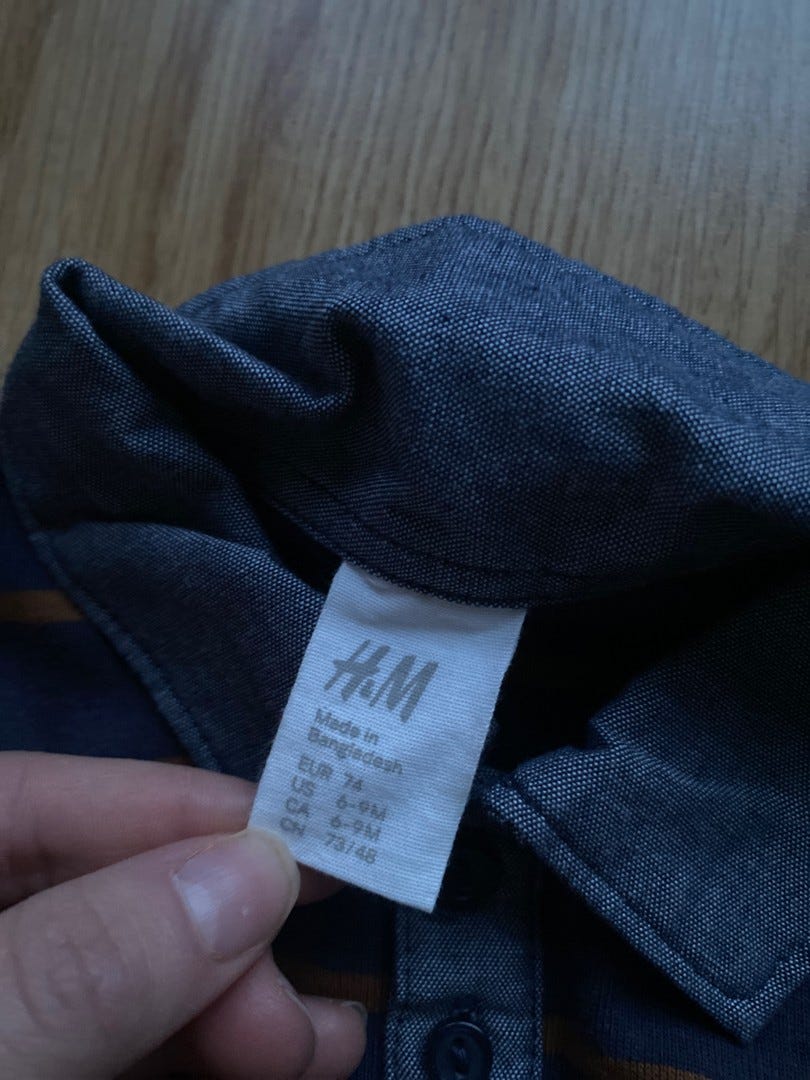 H&M
Made in
Bangladesh
EUR 74
US 6-9M
CA 6-9M
CN 73/48